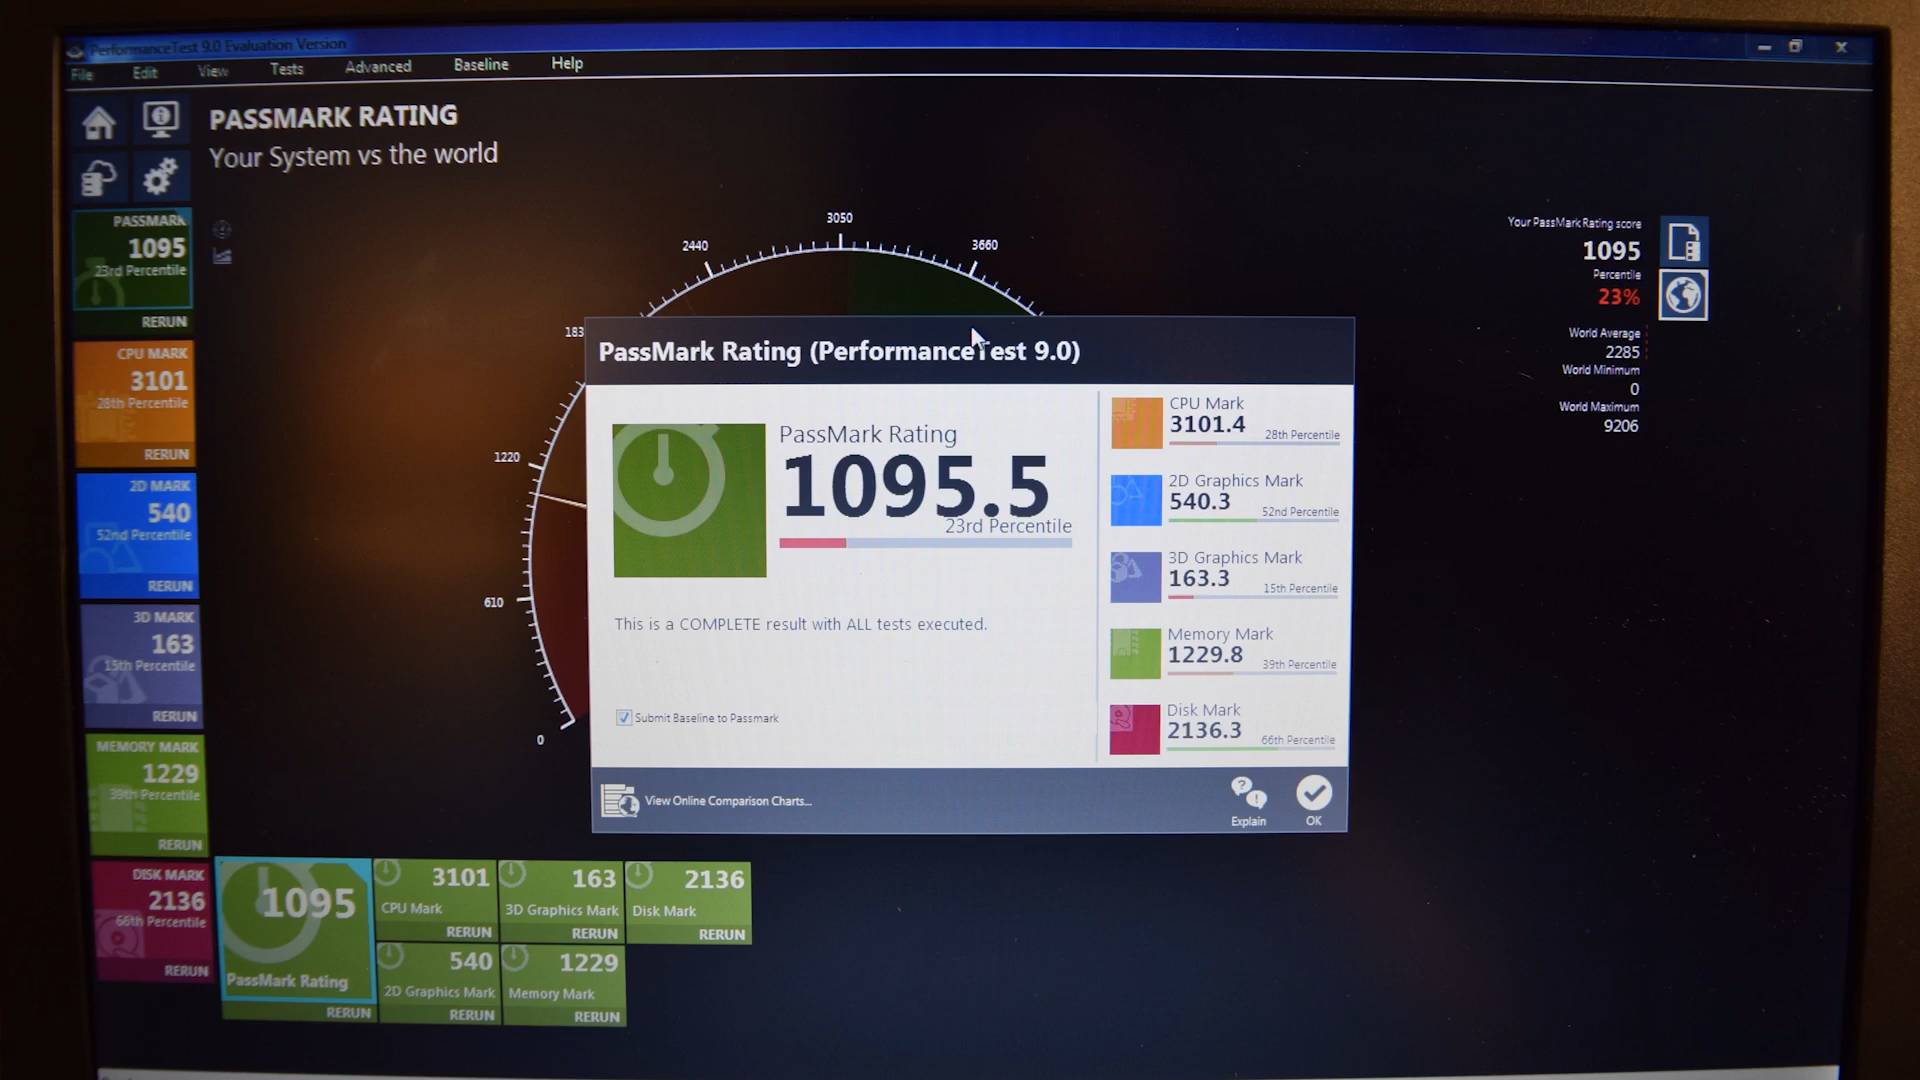 PerformanceTest 9.0 Evaluation Version
File Edit View Tests Advanced Baseline Help
PASSMARK RATING
Your System vs the world
PASSMARK
1095
23rd Percentile
RERUN
CPU MARK
3101
28th Percentile
RERUN
2D MARK
540
52nd Percentile
RERUN
3D MARK
163
15th Percentile
RERUN
MEMORY MARK
1229
39th Percentile
RERUN
DISK MARK
2136
66th Percentile
RERUN
0
610
1220
183
2440
3050
3660
Your PassMark Rating score
1095
Percentile
23%
World Average
2285
World Minimum
0
World Maximum
9206
PassMark Rating (PerformanceTest 9.0)
PassMark Rating
1095.5
23rd Percentile
This is a COMPLETE result with ALL tests executed.
Submit Baseline to Passmark
CPU Mark
3101.4
28th Percentile
2D Graphics Mark
540.3
52nd Percentile
3D Graphics Mark
163.3
15th Percentile
Memory Mark
1229.8
39th Percentile
Disk Mark
2136.3
66th Percentile
View Online Comparison Charts...
Explain
OK
1095
PassMark Rating
RERUN
3101
CPU Mark
RERUN
163
3D Graphics Mark
RERUN
2136
Disk Mark
RERUN
540
2D Graphics Mark
RERUN
1229
Memory Mark
RERUN